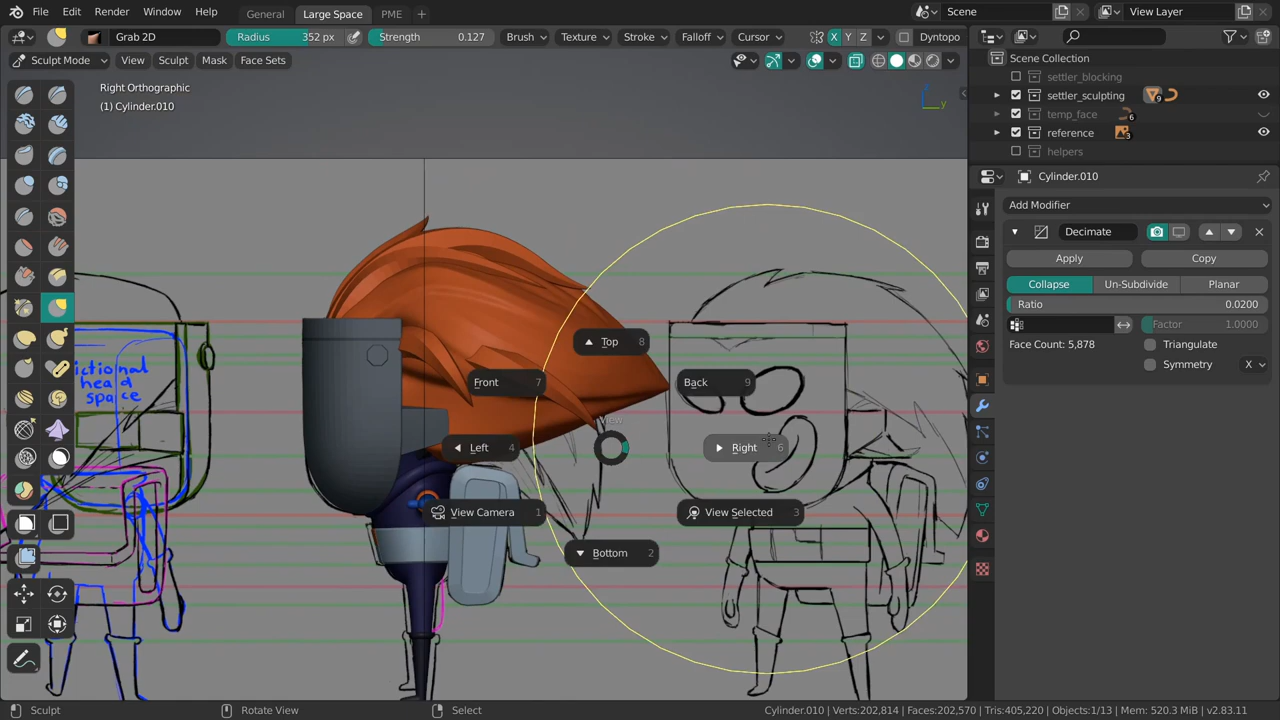 File Edit Render Window Help General Large Space PME + Scene View Layer
Grab 2D Radius 352 px Strength 0.127 Brush Texture Stroke Falloff Cursor X Y Z Dyntopo
Sculpt Mode View Sculpt Mask Face Sets
Right Orthographic
(1) Cylinder.010
z
y
Scene Collection
settler_blocking
settler_sculpting 9
temp_face 6
reference 3
helpers
Cylinder.010
Add Modifier
Decimate
Apply Copy
Collapse Un-Subdivide Planar
Ratio 0.0200
Factor 1.0000
Face Count: 5,878 Triangulate
Symmetry X
Top 8
Front 7 Back 9
View
Left 4 Right 6
View Camera 1 View Selected 3
Bottom 2
ictional
head
space
Sculpt Rotate View Select Cylinder.010 | Verts:202,814 | Faces:202,570 | Tris:405,220 | Objects:1/13 | Mem: 520.3 MiB | v2.83.11